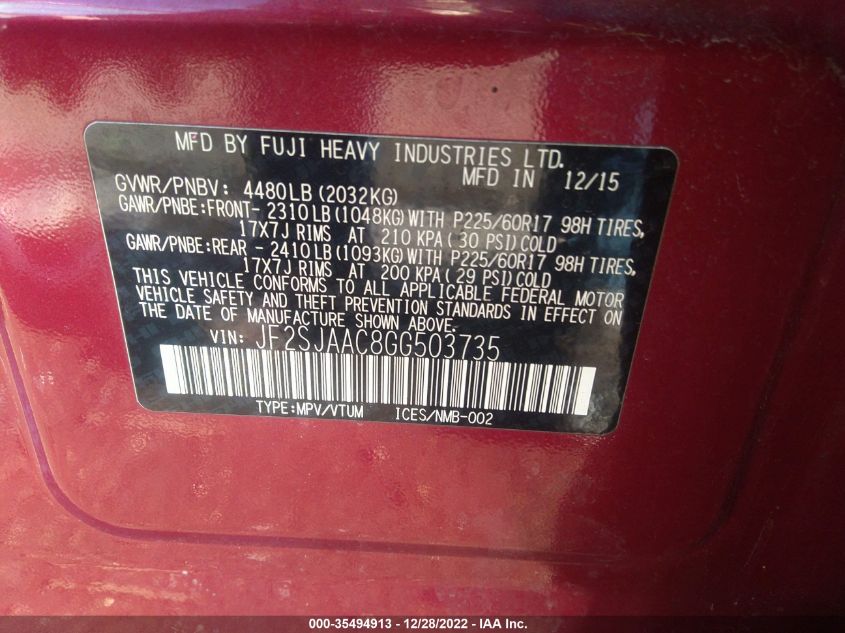 MFD BY FUJI HEAVY INDUSTRIES LTD.
MFD IN 12/15
GVWR/PNBV: 4480LB (2032KG)
GAWR/PNBE:FRONT- 2310LB(1048KG)WITH P225/60R17 98H TIRES,
17X7J RIMS AT 210 KPA( 30 PSI)COLD
GAWR/PNBE:REAR - 2410LB(1093KG)WITH P225/60R17 98H TIRES,
17X7J RIMS AT 200 KPA( 29 PSI)COLD
THIS VEHICLE CONFORMS TO ALL APPLICABLE FEDERAL MOTOR
VEHICLE SAFETY AND THEFT PREVENTION STANDARDS IN EFFECT ON
THE DATE OF MANUFACTURE SHOWN ABOVE.
VIN: JF2SJAAC8GG503735
TYPE:MPV/VTUM ICES/NMB-002
000-35494913 - 12/28/2022 - IAA Inc.